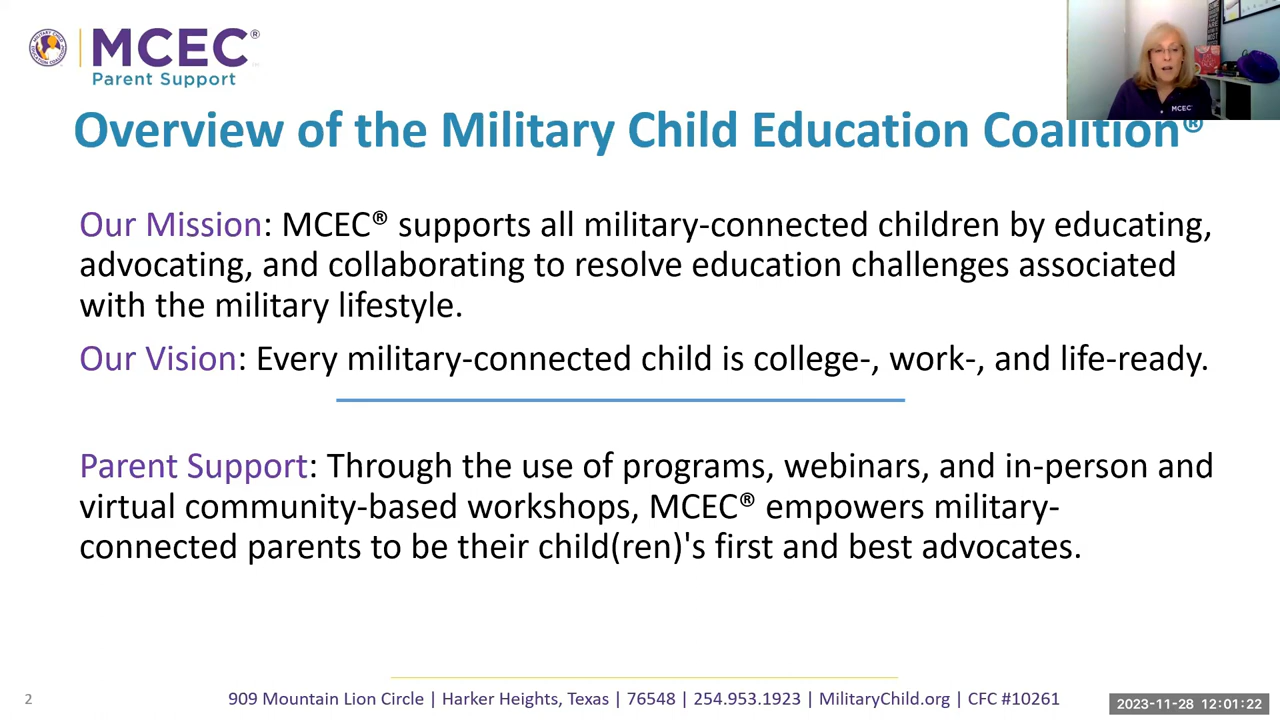 MCEC®
Parent Support
Overview of the Military Child Education Coalition®
Our Mission: MCEC® supports all military-connected children by educating,
advocating, and collaborating to resolve education challenges associated
with the military lifestyle.
Our Vision: Every military-connected child is college-, work-, and life-ready.
Parent Support: Through the use of programs, webinars, and in-person and
virtual community-based workshops, MCEC® empowers military-
connected parents to be their child(ren)'s first and best advocates.
2
909 Mountain Lion Circle | Harker Heights, Texas | 76548 | 254.953.1923 | MilitaryChild.org | CFC #10261
2023-11-28 12:01:22
MCEC